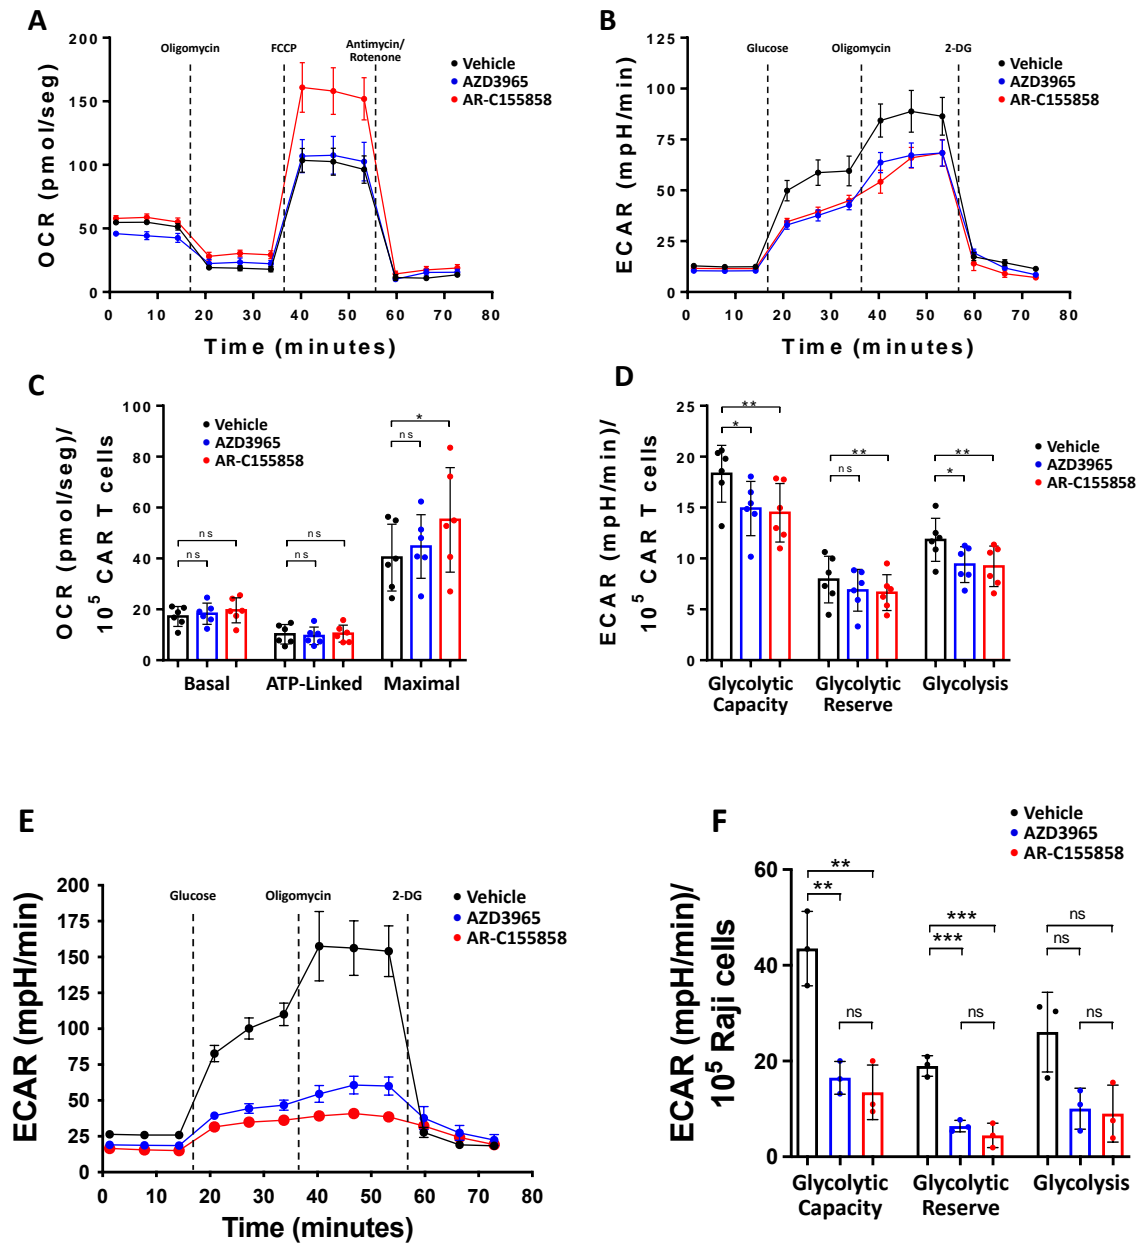 A
OCR (pmol/seg)
200
150
100
50
0
0 10 20 30 40 50 60 70 80
Time (minutes)
Oligomycin
FCCP
Antimycin/
Rotenone
Vehicle
AZD3965
AR-C155858
B
ECAR (mpH/min)
125
100
75
50
25
0
0 10 20 30 40 50 60 70 80
Time (minutes)
Glucose
Oligomycin
2-DG
Vehicle
AZD3965
AR-C155858
C
OCR (pmol/seg)/
10⁵ CAR T cells
100
80
60
40
20
0
Vehicle
AZD3965
AR-C155858
ns
ns
ns
ns
*
ns
Basal
ATP-Linked
Maximal
D
ECAR (mpH/min)/
10⁵ CAR T cells
25
20
15
10
5
0
**
*
**
ns
**
*
Vehicle
AZD3965
AR-C155858
Glycolytic
Capacity
Glycolytic
Reserve
Glycolysis
E
ECAR (mpH/min)
200
175
150
125
100
75
50
25
0
0 10 20 30 40 50 60 70 80
Time (minutes)
Glucose
Oligomycin
2-DG
Vehicle
AZD3965
AR-C155858
F
Vehicle
AZD3965
AR-C155858
ECAR (mpH/min)/
10⁵ Raji cells
60
40
20
0
**
**
ns
***
***
ns
ns
ns
ns
Glycolytic
Capacity
Glycolytic
Reserve
Glycolysis